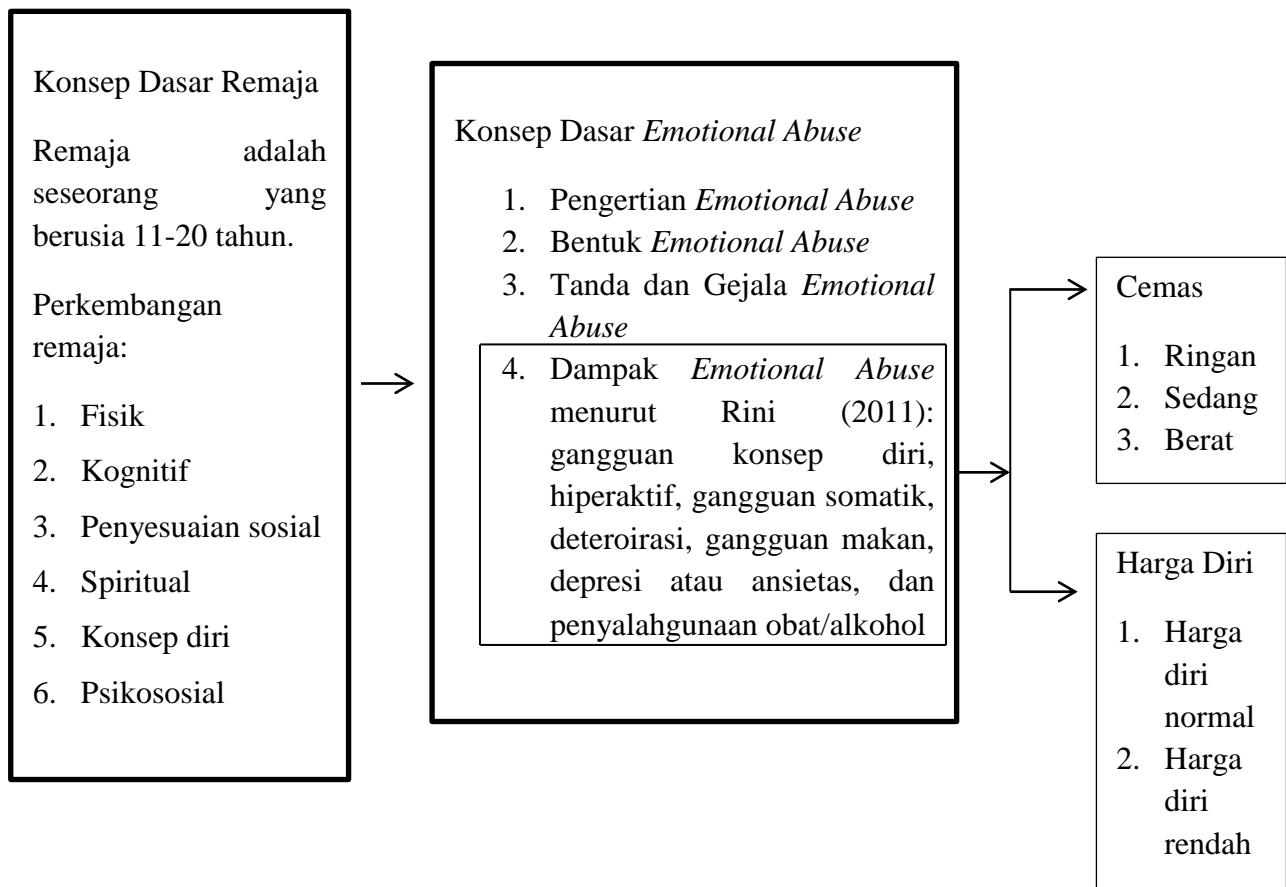 Konsep Dasar Remaja
Remaja adalah
seseorang yang
berusia 11-20 tahun.
Perkembangan
remaja:
1. Fisik
2. Kognitif
3. Penyesuaian sosial
4. Spiritual
5. Konsep diri
6. Psikososial
Konsep Dasar Emotional Abuse
1. Pengertian Emotional Abuse
2. Bentuk Emotional Abuse
3. Tanda dan Gejala Emotional
Abuse
4. Dampak Emotional Abuse
menurut Rini (2011):
gangguan konsep diri,
hiperaktif, gangguan somatik,
deteroirasi, gangguan makan,
depresi atau ansietas, dan
penyalahgunaan obat/alkohol
Cemas
1. Ringan
2. Sedang
3. Berat
Harga Diri
1. Harga
diri
normal
2. Harga
diri
rendah